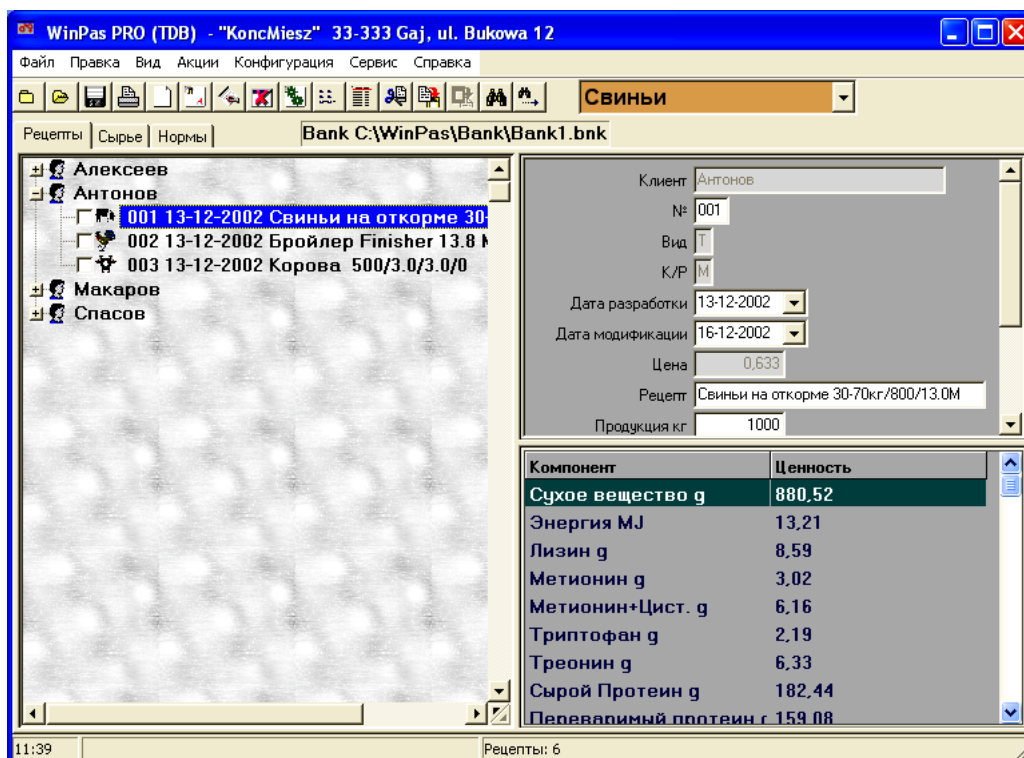 WinPas PRO (TDB) - "KoncMiesz" 33-333 Gaj, ul. Bukowa 12
Файл Правка Вид Акции Конфигурация Сервис Справка
Свиньи
Рецепты Сырье Нормы Bank C:\WinPas\Bank\Bank1.bnk
Алексеев
Антонов
001 13-12-2002 Свиньи на откорме 30-
002 13-12-2002 Бройлер Finisher 13.8 М
003 13-12-2002 Корова 500/3.0/3.0/0
Макаров
Спасов
Клиент Антонов
№ 001
Вид Т
К/Р М
Дата разработки 13-12-2002
Дата модификации 16-12-2002
Цена 0,633
Рецепт Свиньи на откорме 30-70кг/800/13.0М
Продукция кг 1000
Компонент Ценность
Сухое вещество g 880,52
Энергия MJ 13,21
Лизин g 8,59
Метионин g 3,02
Метионин+Цист. g 6,16
Триптофан g 2,19
Треонин g 6,33
Сырой Протеин g 182,44
Переваримый протеин г 159,08
11:39 Рецепты: 6